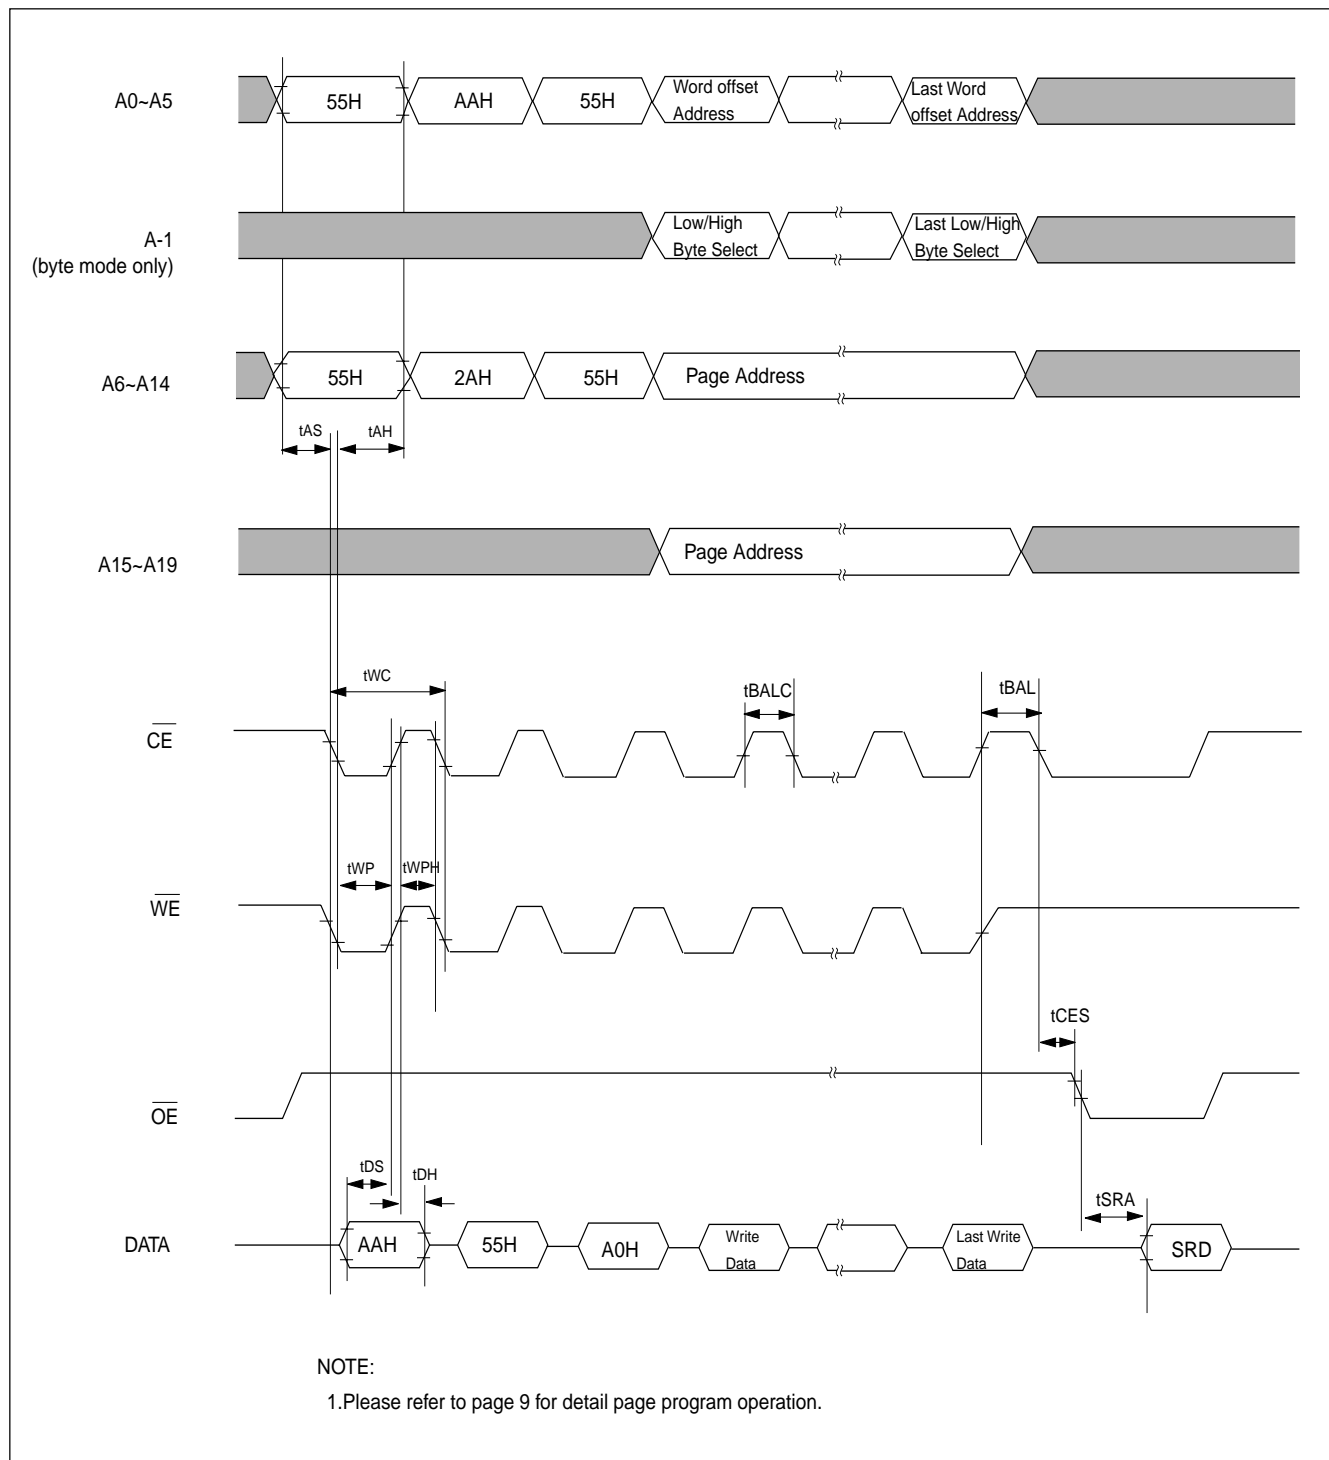 A0~A5
55H
AAH
55H
Word offset
Address
Last Word
offset Address
A-1
(byte mode only)
Low/High
Byte Select
Last Low/High
Byte Select
A6~A14
55H
2AH
55H
Page Address
tAS
tAH
A15~A19
Page Address
tWC
tBALC
tBAL
CE
tWP
tWPH
WE
tCES
OE
tDS
tDH
tSRA
DATA
AAH
55H
A0H
Write
Data
Last Write
Data
SRD
NOTE:
1.Please refer to page 9 for detail page program operation.